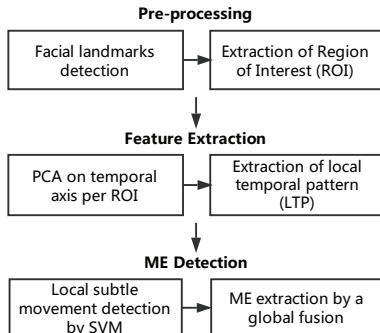 Pre-processing
Facial landmarks
detection
Extraction of Region
of Interest (ROI)
Feature Extraction
PCA on temporal
axis per ROI
Extraction of local
temporal pattern
(LTP)
ME Detection
Local subtle
movement detection
by SVM
ME extraction by a
global fusion